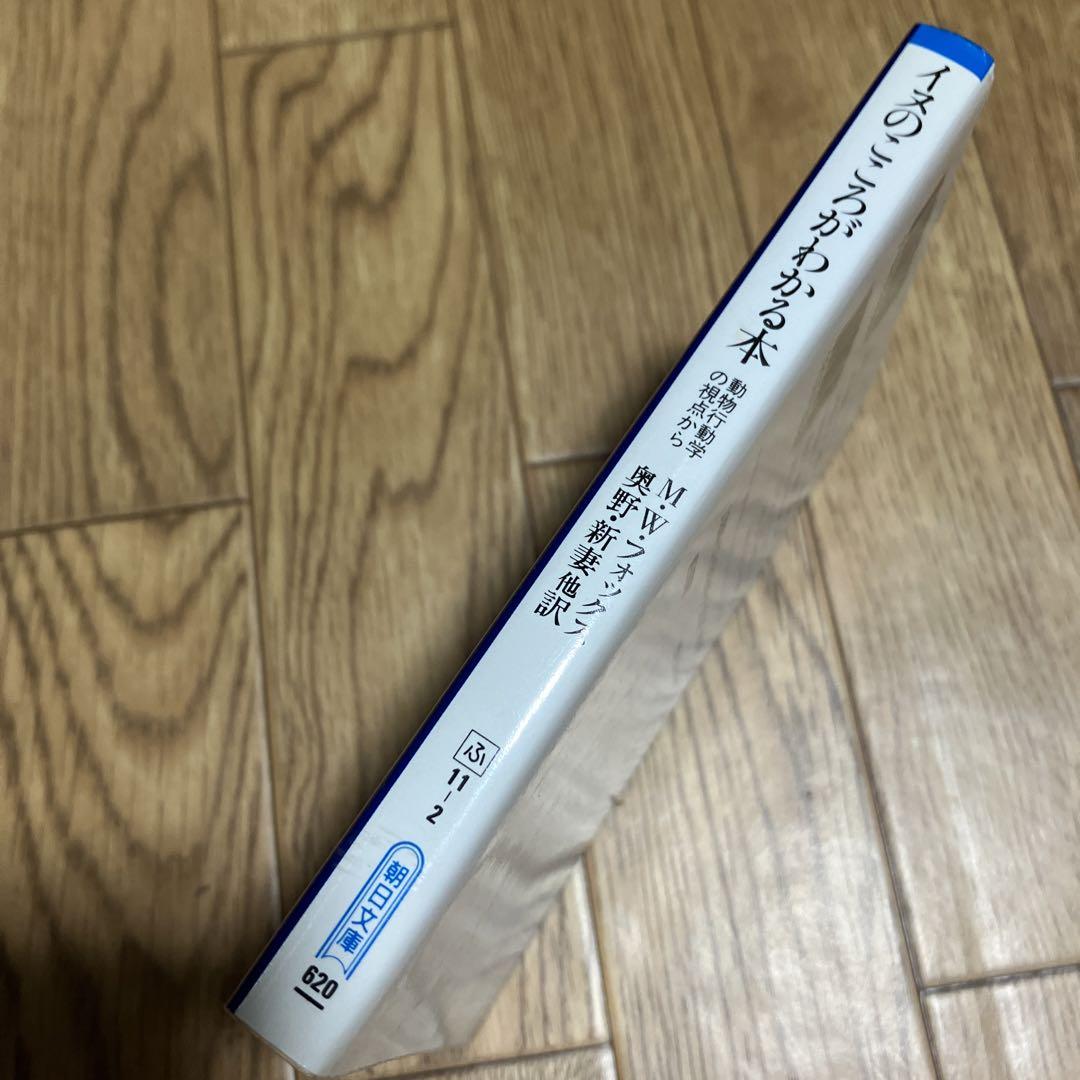 イヌのこころがわかる本
動物行動学
の視点から
M・W・フォックス
奥野・新妻他訳
ふ
11-2
朝日文庫
620